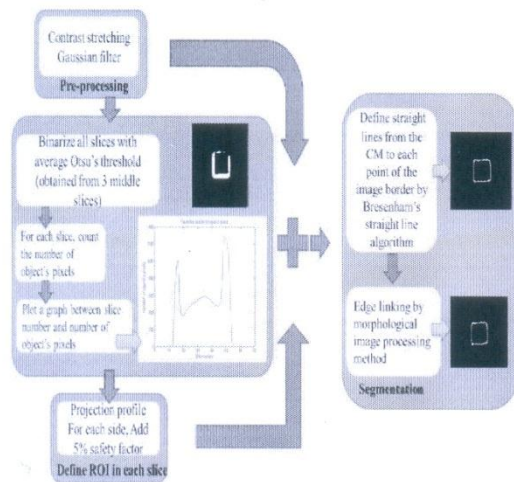 Contrast stretching
Gaussian filter
Pre-processing
Binarize all slices with
average Otsu's threshold
(obtained from 3 middle
slices)
For each slice, count
the number of
object's pixels
Plot a graph between slice
number and number of
object's pixels
Projection profile
For each side, Add
5% safety factor
Define ROI in each slice
Define straight
lines from the
CM to each
point of the
image border by
Bresenham's
straight line
algorithm
Edge linking by
morphological
image processing
method
Segmentation